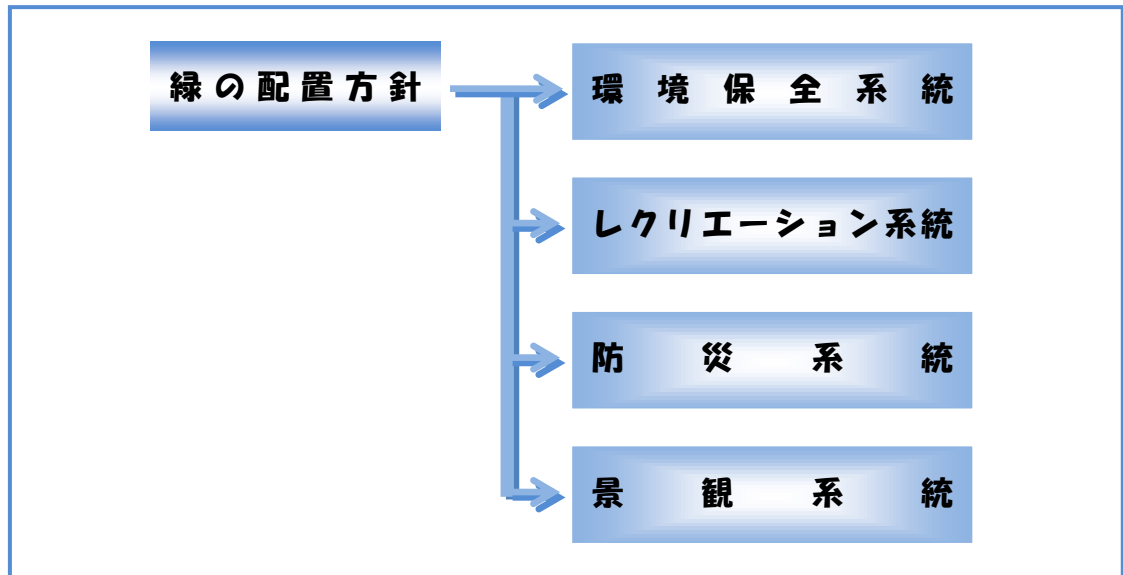 緑の配置方針
環境保全系統
レクリエーション系統
防災系統
景観系統